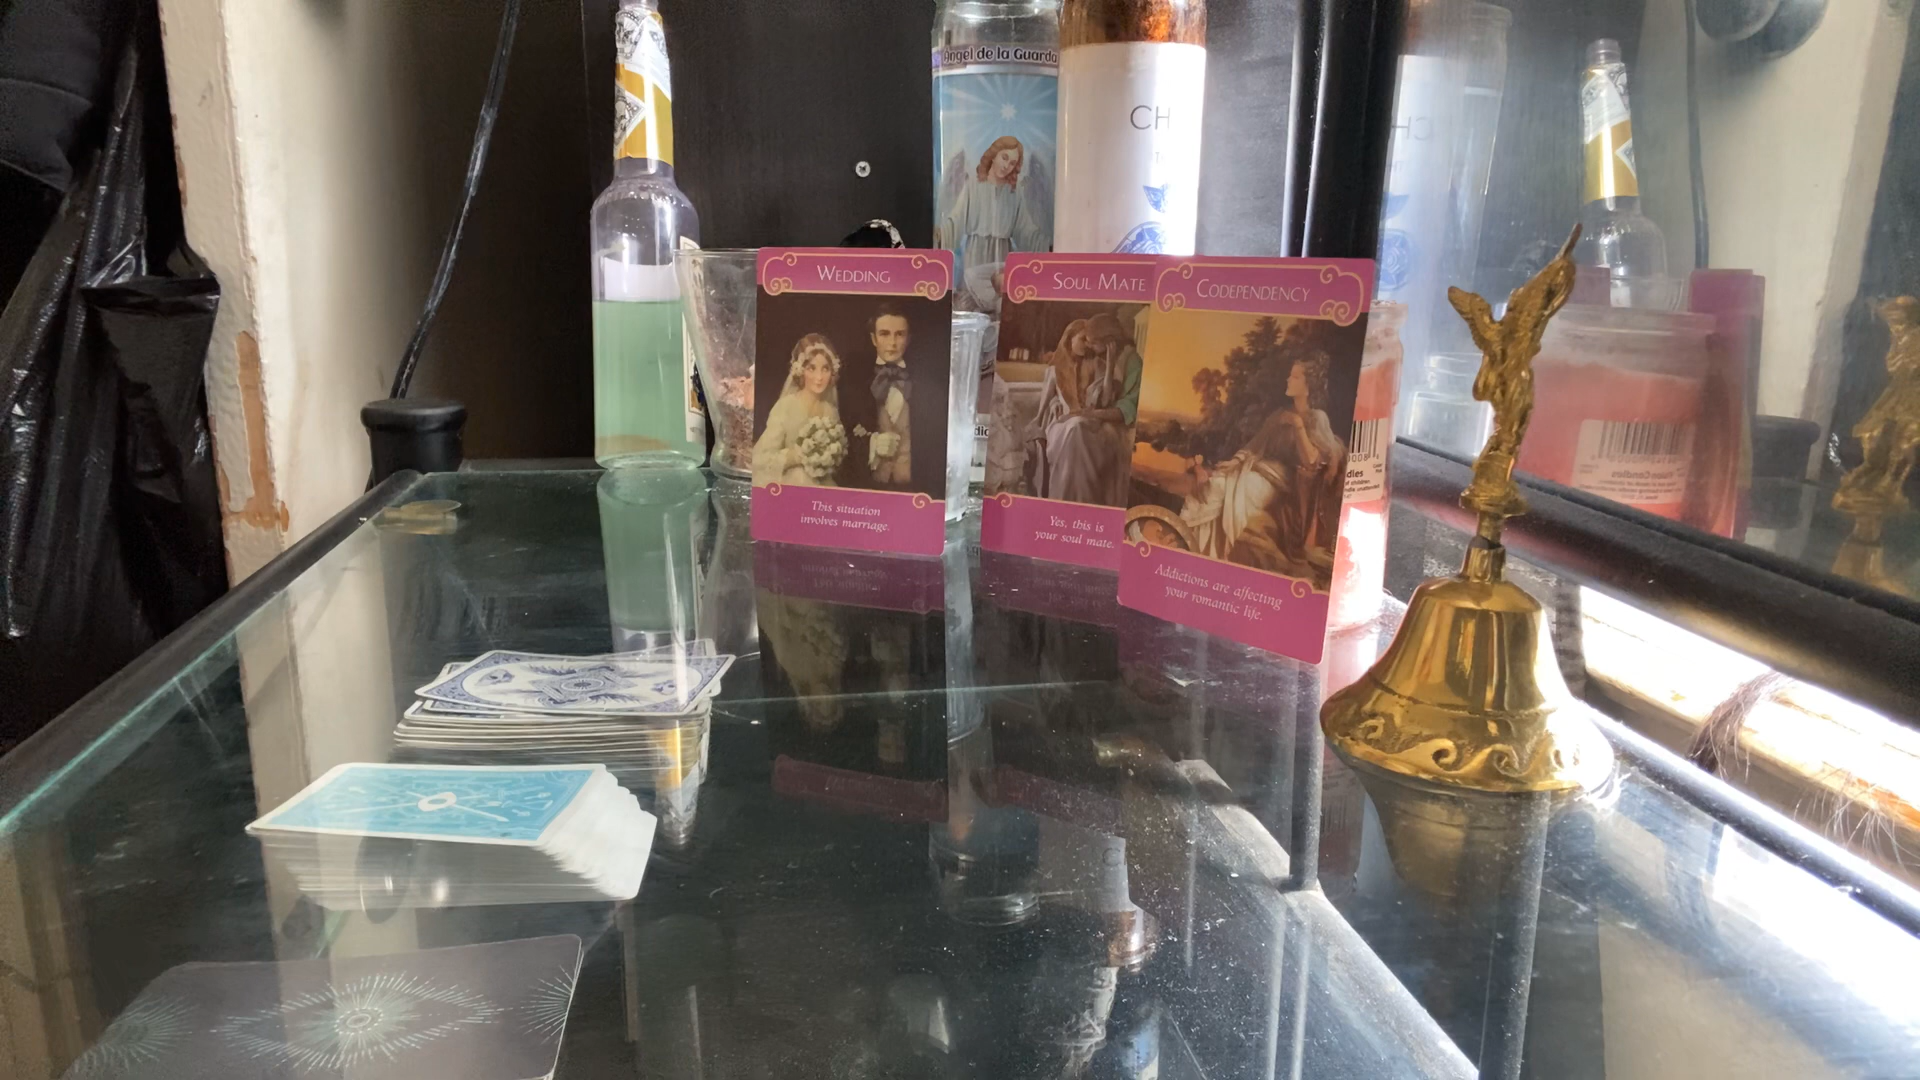 Angel de la Guarda
CH
WEDDING
This situation
involves marriage.
SOUL MATE
Yes, this is
your soul mate.
CODEPENDENCY
Addictions are affecting
your romantic life.